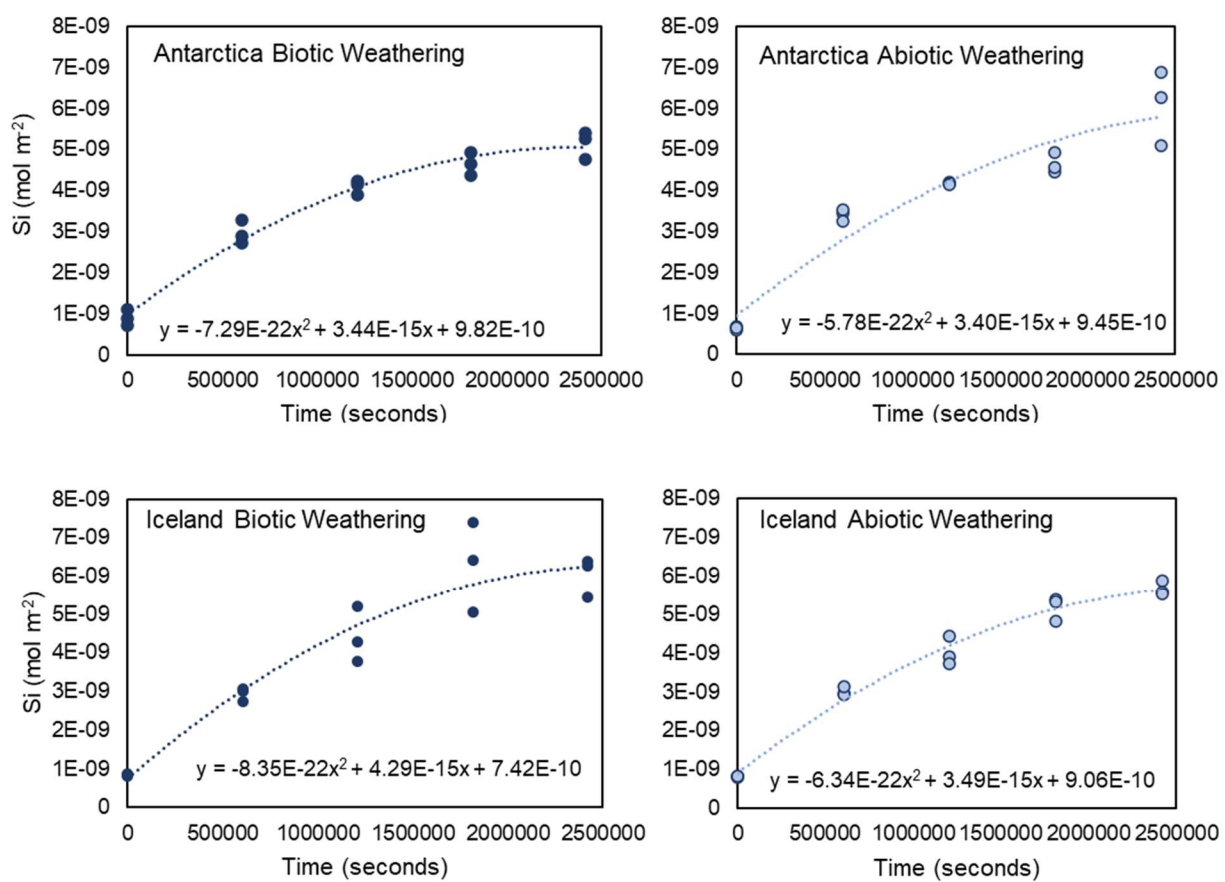 Antarctica Biotic Weathering
8E-09
7E-09
6E-09
5E-09
4E-09
3E-09
2E-09
1E-09
0
Si (mol m-2)
y = -7.29E-22x2 + 3.44E-15x + 9.82E-10
0 500000 1000000 1500000 2000000 2500000
Time (seconds)
Antarctica Abiotic Weathering
8E-09
7E-09
6E-09
5E-09
4E-09
3E-09
2E-09
1E-09
0
y = -5.78E-22x2 + 3.40E-15x + 9.45E-10
0 500000 1000000 1500000 2000000 2500000
Time (seconds)
Iceland Biotic Weathering
8E-09
7E-09
6E-09
5E-09
4E-09
3E-09
2E-09
1E-09
0
Si (mol m-2)
y = -8.35E-22x2 + 4.29E-15x + 7.42E-10
0 500000 1000000 1500000 2000000 2500000
Time (seconds)
Iceland Abiotic Weathering
8E-09
7E-09
6E-09
5E-09
4E-09
3E-09
2E-09
1E-09
0
y = -6.34E-22x2 + 3.49E-15x + 9.06E-10
0 500000 1000000 1500000 2000000 2500000
Time (seconds)